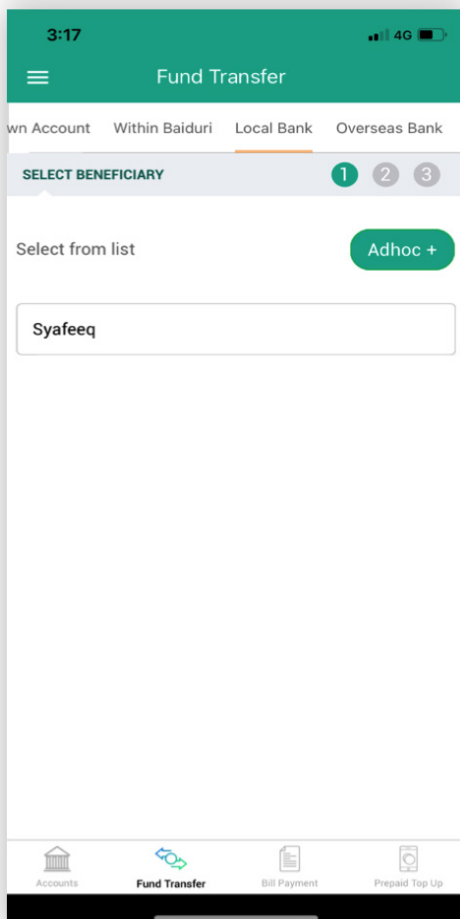 3:17 4G
Fund Transfer
wn Account Within Baiduri Local Bank Overseas Bank
SELECT BENEFICIARY 1 2 3
Select from list Adhoc +
Syafeeq
Accounts Fund Transfer Bill Payment Prepaid Top Up